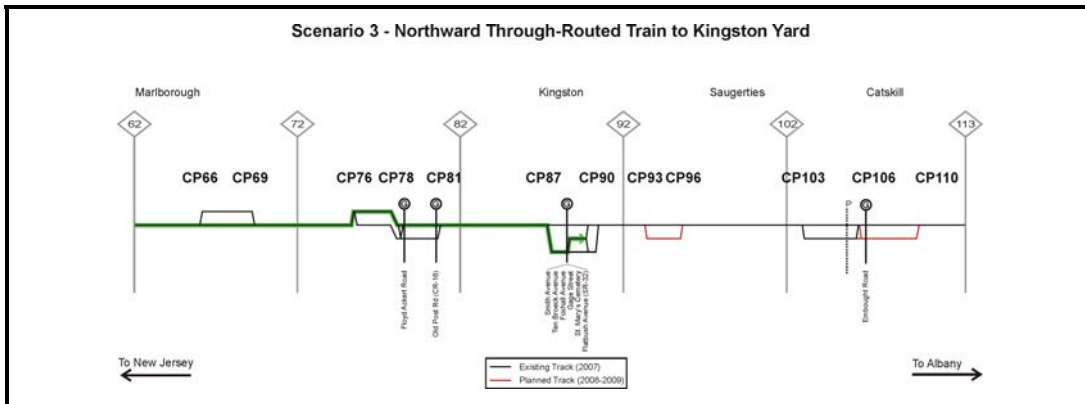 Scenario 3 - Northward Through-Routed Train to Kingston Yard
Marlborough
Kingston
Saugerties
Catskill
62
72
82
92
102
113
CP66
CP69
CP76
CP78
CP81
CP87
CP90
CP93
CP96
CP103
CP106
CP110
Floyd Ackert Road
Old Post Rd (CR-16)
Smith Avenue
Ten Broeck Avenue
Foxhall Avenue
Gage Street
St. Mary's Cemetery
Flatbush Avenue (SR-32)
Embought Road
To New Jersey
To Albany
Existing Track (2007)
Planned Track (2008-2009)